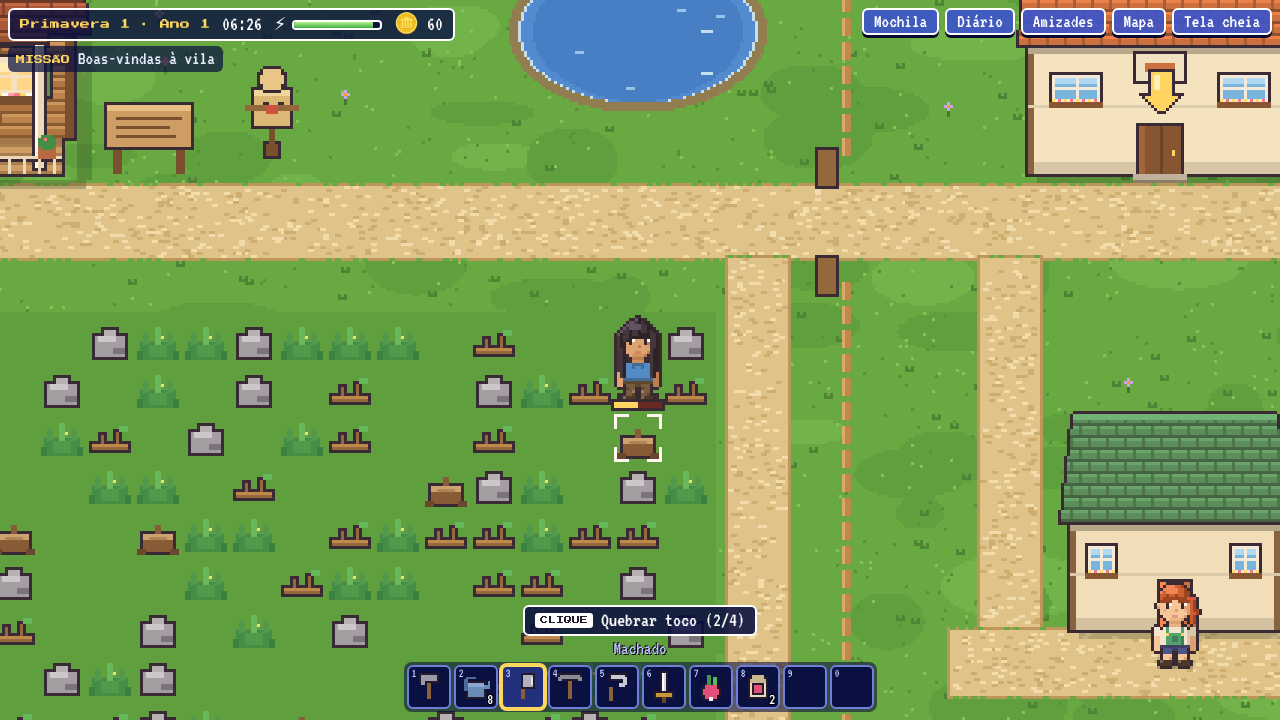 Primavera 1 · Ano 1 06:26 60
Mochila Diário Amizades Mapa Tela cheia
MISSÃO Boas-vindas à vila
CLIQUE Quebrar toco (2/4)
Machado
1 2 8 3 4 5 6 7 8 2 9 0